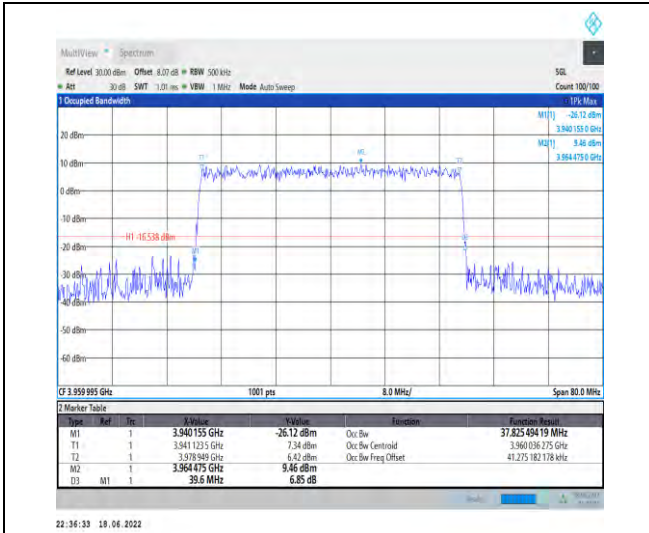 MultiView Spectrum
Ref Level 30.00 dBm Offset 8.07 dB RBW 500 kHz SGL
Att 30 dB SWT 1.01 ms VBW 1 MHz Mode Auto Sweep Count 100/100
1 Occupied Bandwidth 1Pk Max
M1[1] -26.12 dBm
3.940 155 0 GHz
M2[1] 9.46 dBm
3.964 475 0 GHz
20 dBm
10 dBm
0 dBm
-10 dBm
H1 -16.538 dBm
-20 dBm
-30 dBm
-40 dBm
-50 dBm
-60 dBm
T1
M2
T2
M1
CF 3.959 995 GHz 1001 pts 8.0 MHz/ Span 80.0 MHz
2 Marker Table
Type Ref Trc X-Value Y-Value Function Function Result
M1 1 3.940 155 GHz -26.12 dBm Occ Bw 37.825 494 19 MHz
T1 1 3.941 123 5 GHz 7.34 dBm Occ Bw Centroid 3.960 036 275 GHz
T2 1 3.978 949 GHz 6.42 dBm Occ Bw Freq Offset 41.275 182 178 kHz
M2 1 3.964 475 GHz 9.46 dBm
D3 M1 1 39.6 MHz 6.85 dB
22:36:33 18.06.2022